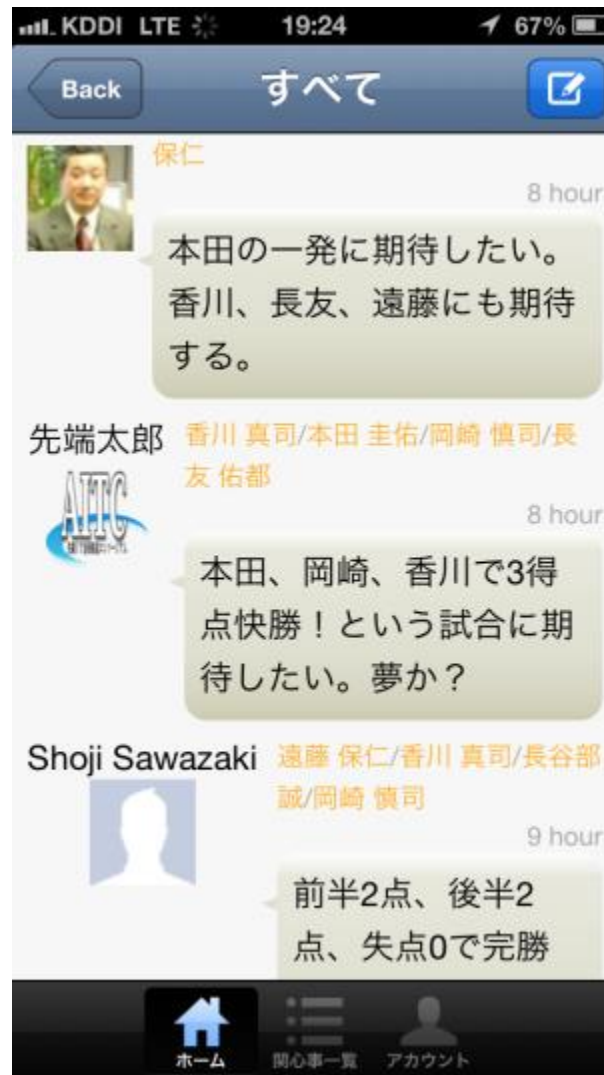 KDDI LTE 19:24 67%
Back すべて
保仁
8 hour
本田の一発に期待したい。
香川、長友、遠藤にも期待
する。
先端太郎 香川 真司/本田 圭佑/岡崎 慎司/長
友 佑都
AITC
8 hour
本田、岡崎、香川で3得
点快勝！という試合に期
待したい。夢か？
Shoji Sawazaki 遠藤 保仁/香川 真司/長谷部
誠/岡崎 慎司
9 hour
前半2点、後半2
点、失点0で完勝
ホーム 関心事一覧 アカウント